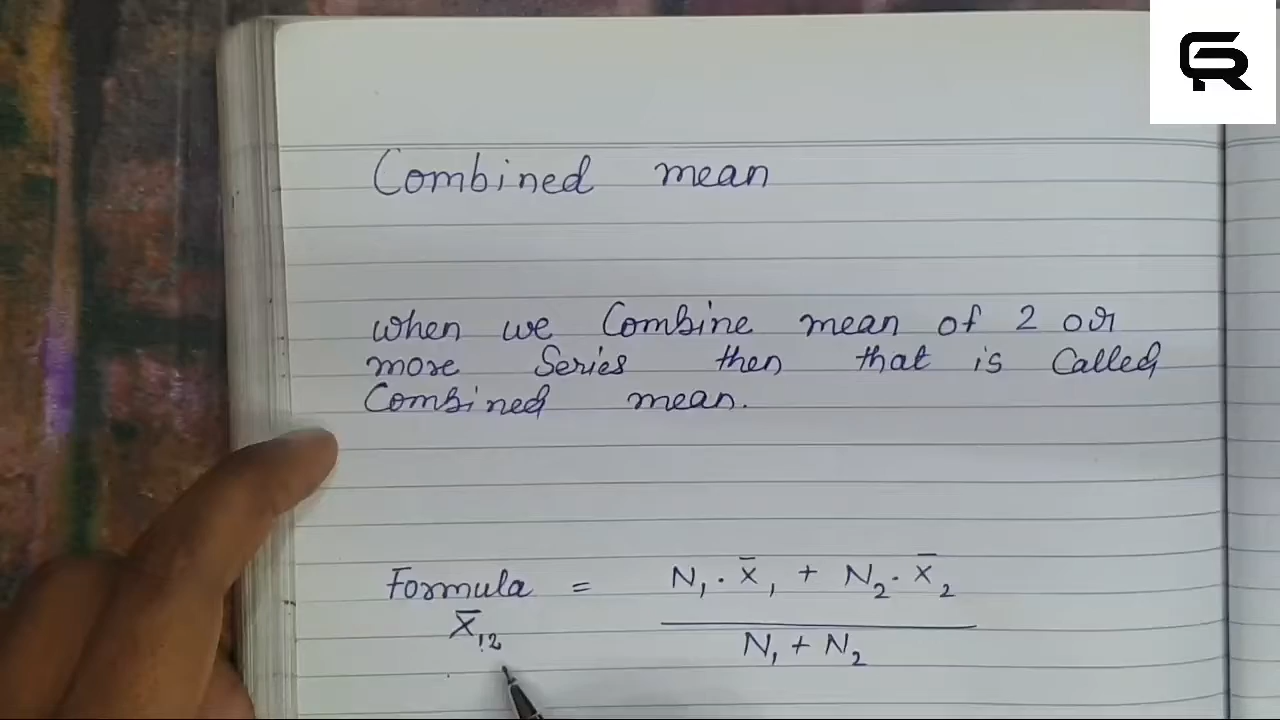 Combined mean
when we Combine mean of 2 or
more Series then that is Called
Combined mean.
Formula = N₁ . x̄₁ + N₂ . x̄₂
X̄₁₂ N₁ + N₂
GR